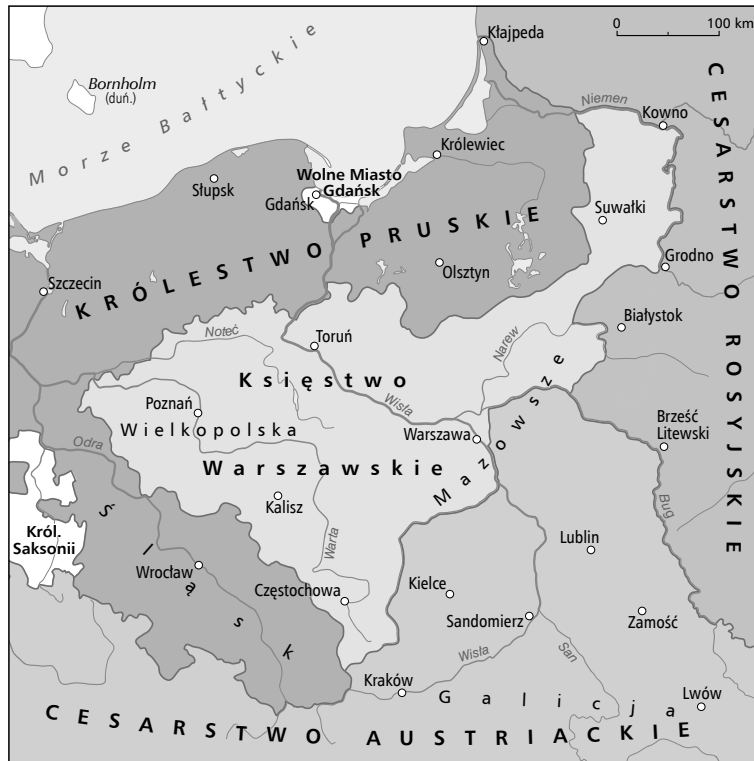 0 100 km
Kłajpeda
Bornholm
(duń.)
Morze Bałtyckie
Niemen
Kowno
CESARSTWO ROSYJSKIE
Królewiec
Wolne Miasto
Gdańsk
Słupsk
Gdańsk
Suwałki
KRÓLESTWO PRUSKIE
Szczecin
Olsztyn
Grodno
Białystok
Noteć
Toruń
Narew
Księstwo
Wisła
Poznań
Wielkopolska
Warszawa
Mazowsze
Brześć
Litewski
Odra
Warszawskie
Kalisz
Bug
Król.
Saksonii
Śląsk
Warta
Lublin
Wrocław
Częstochowa
Kielce
Sandomierz
Zamość
Wisła
San
Kraków
Galicja
Lwów
CESARSTWO AUSTRIACKIE